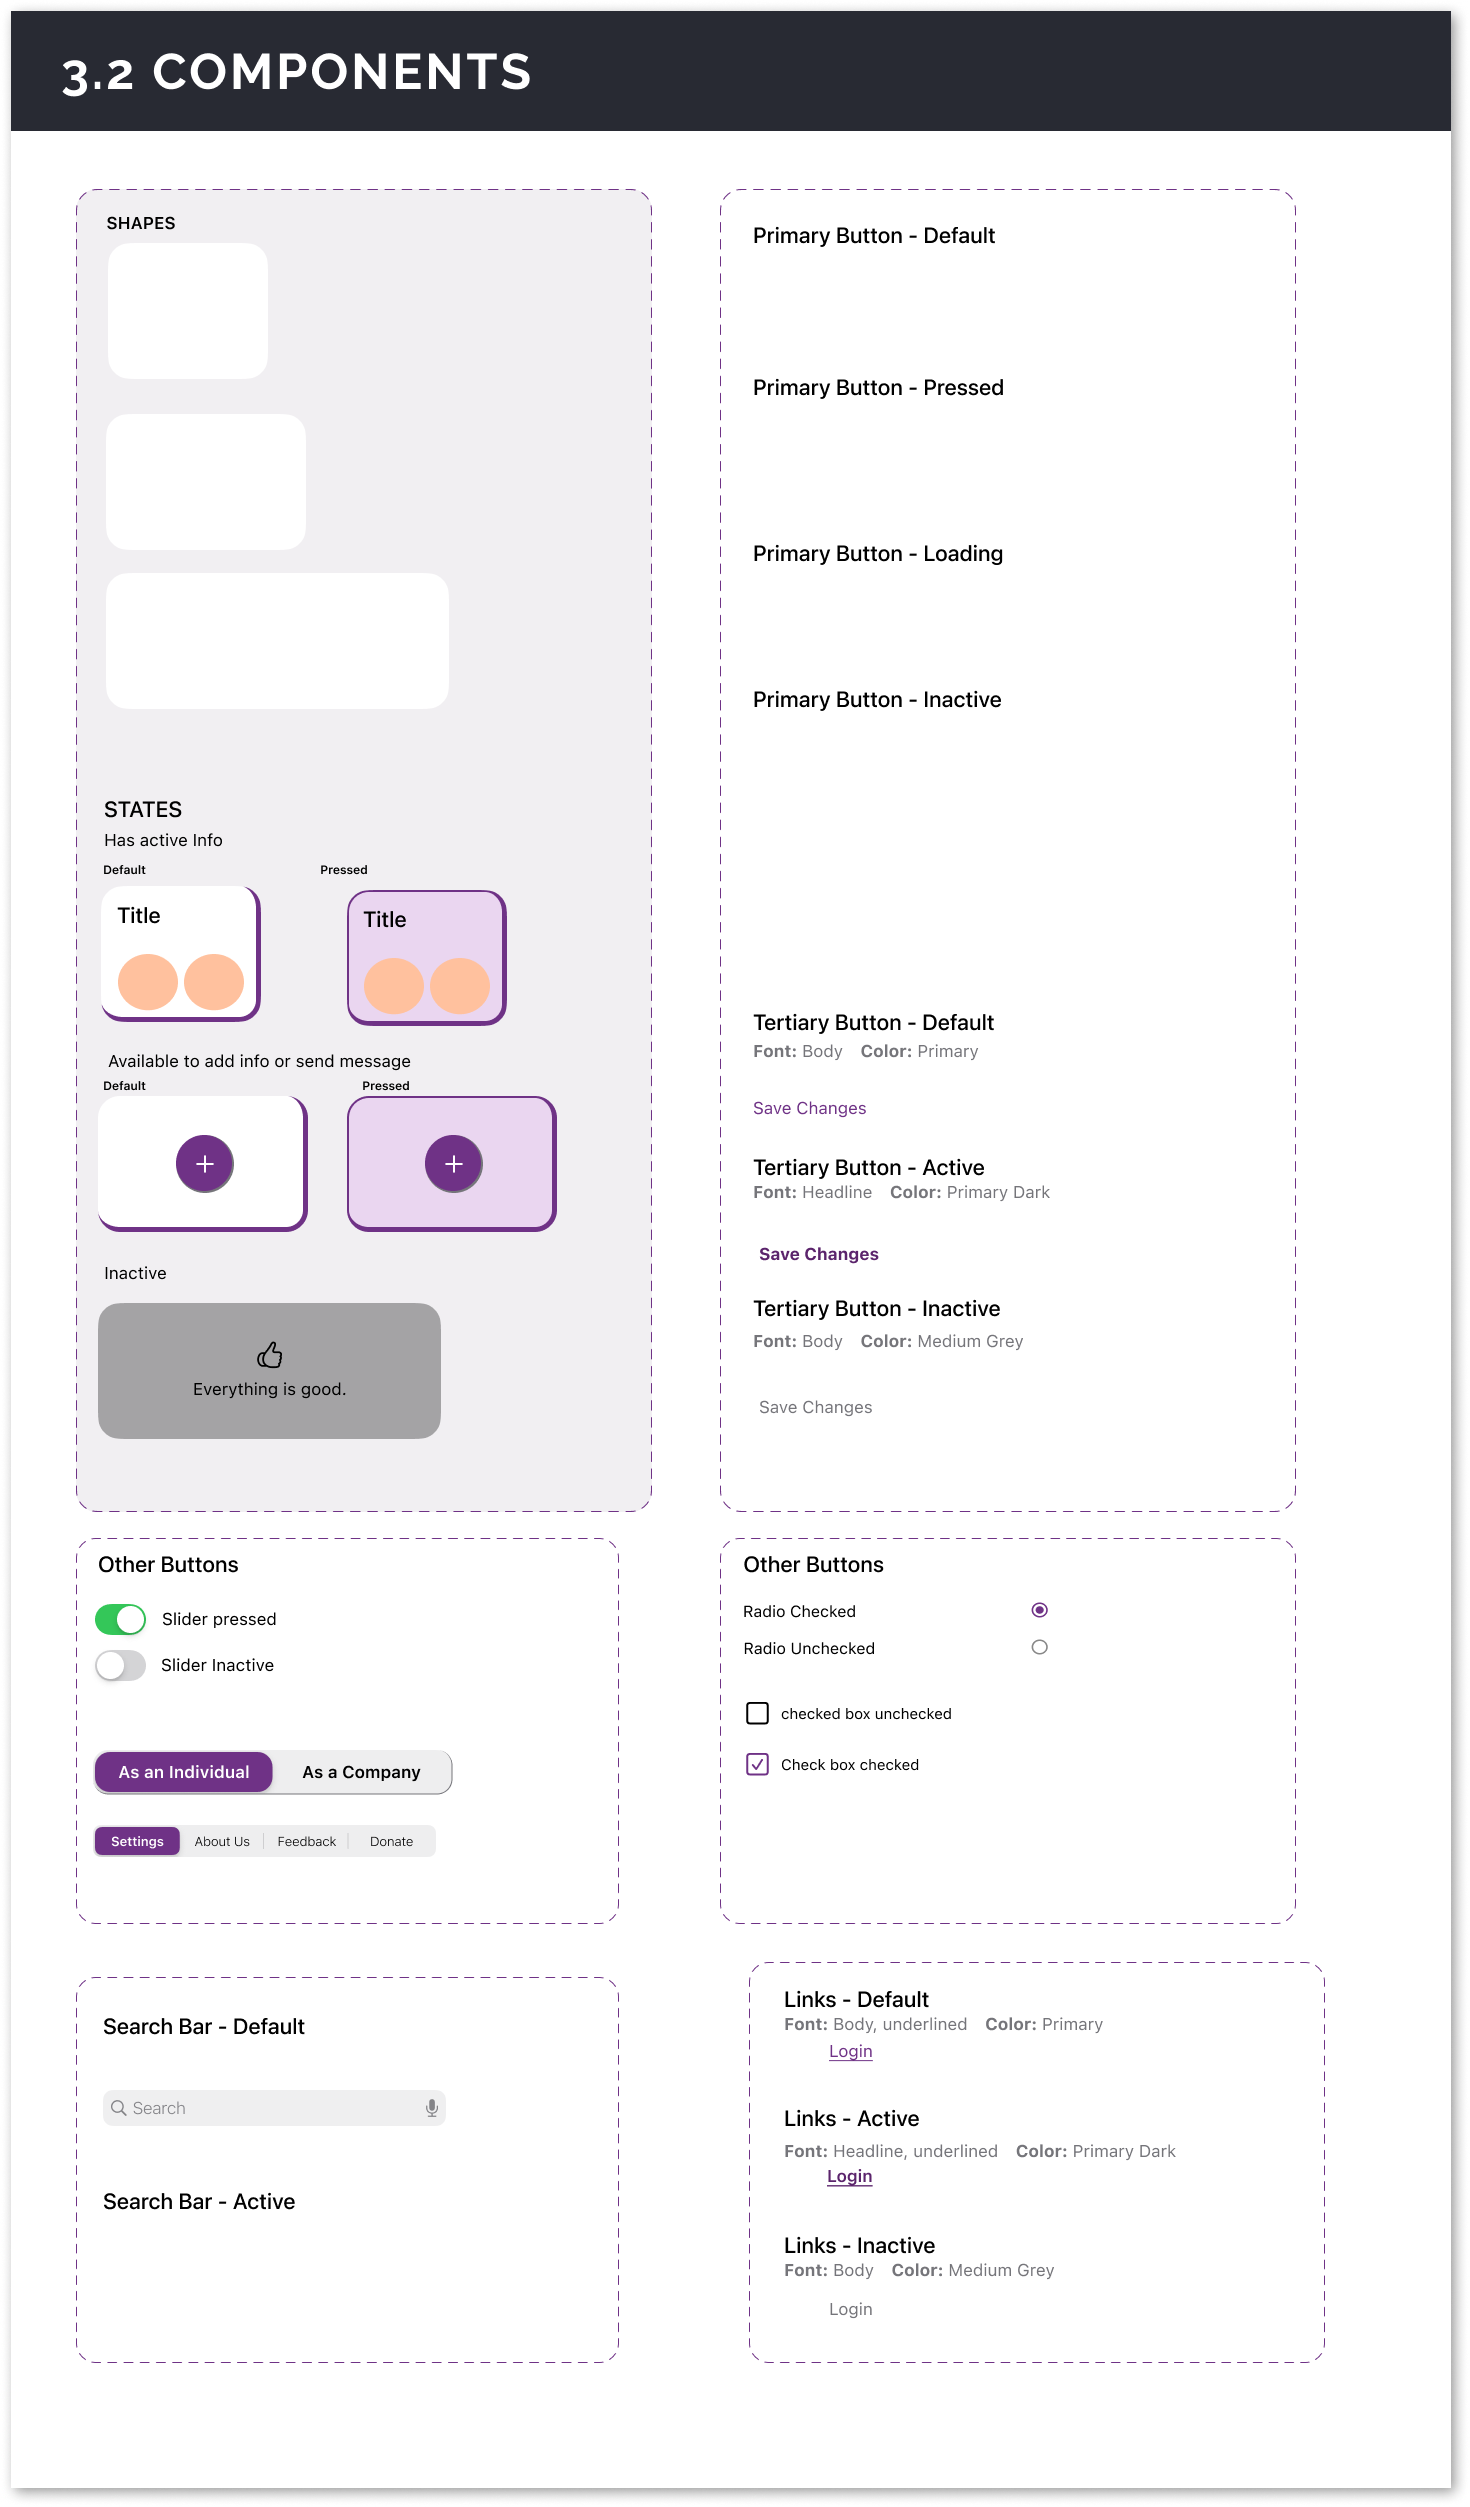 3.2 COMPONENTS
SHAPES
STATES
Has active Info
Default Pressed
Title Title
Available to add info or send message
Default Pressed
Inactive
Everything is good.
Primary Button - Default
Primary Button - Pressed
Primary Button - Loading
Primary Button - Inactive
Tertiary Button - Default
Font: Body Color: Primary
Save Changes
Tertiary Button - Active
Font: Headline Color: Primary Dark
Save Changes
Tertiary Button - Inactive
Font: Body Color: Medium Grey
Save Changes
Other Buttons
Slider pressed
Slider Inactive
As an Individual As a Company
Settings About Us Feedback Donate
Other Buttons
Radio Checked
Radio Unchecked
checked box unchecked
Check box checked
Search Bar - Default
Search
Search Bar - Active
Links - Default
Font: Body, underlined Color: Primary
Login
Links - Active
Font: Headline, underlined Color: Primary Dark
Login
Links - Inactive
Font: Body Color: Medium Grey
Login